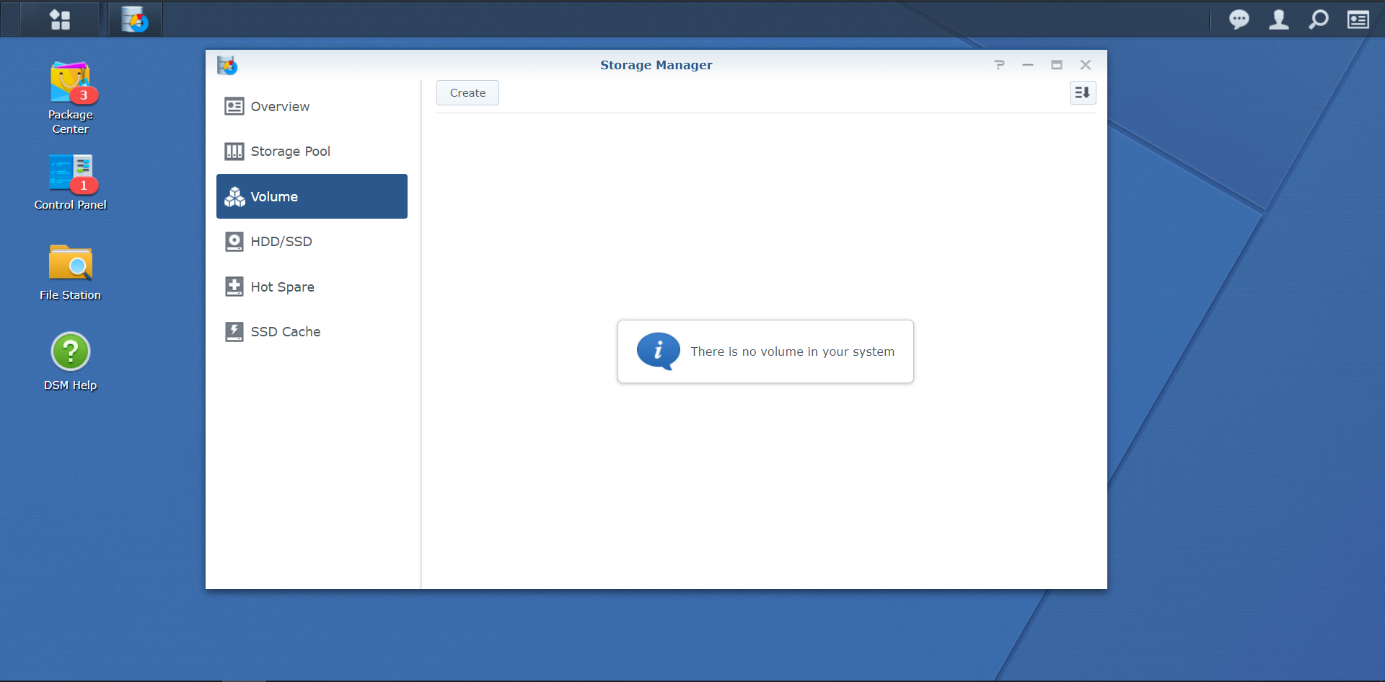 Storage Manager
3
Package
Center
1
Control Panel
File Station
DSM Help
Overview
Storage Pool
Volume
HDD/SSD
Hot Spare
SSD Cache
Create
There is no volume in your system